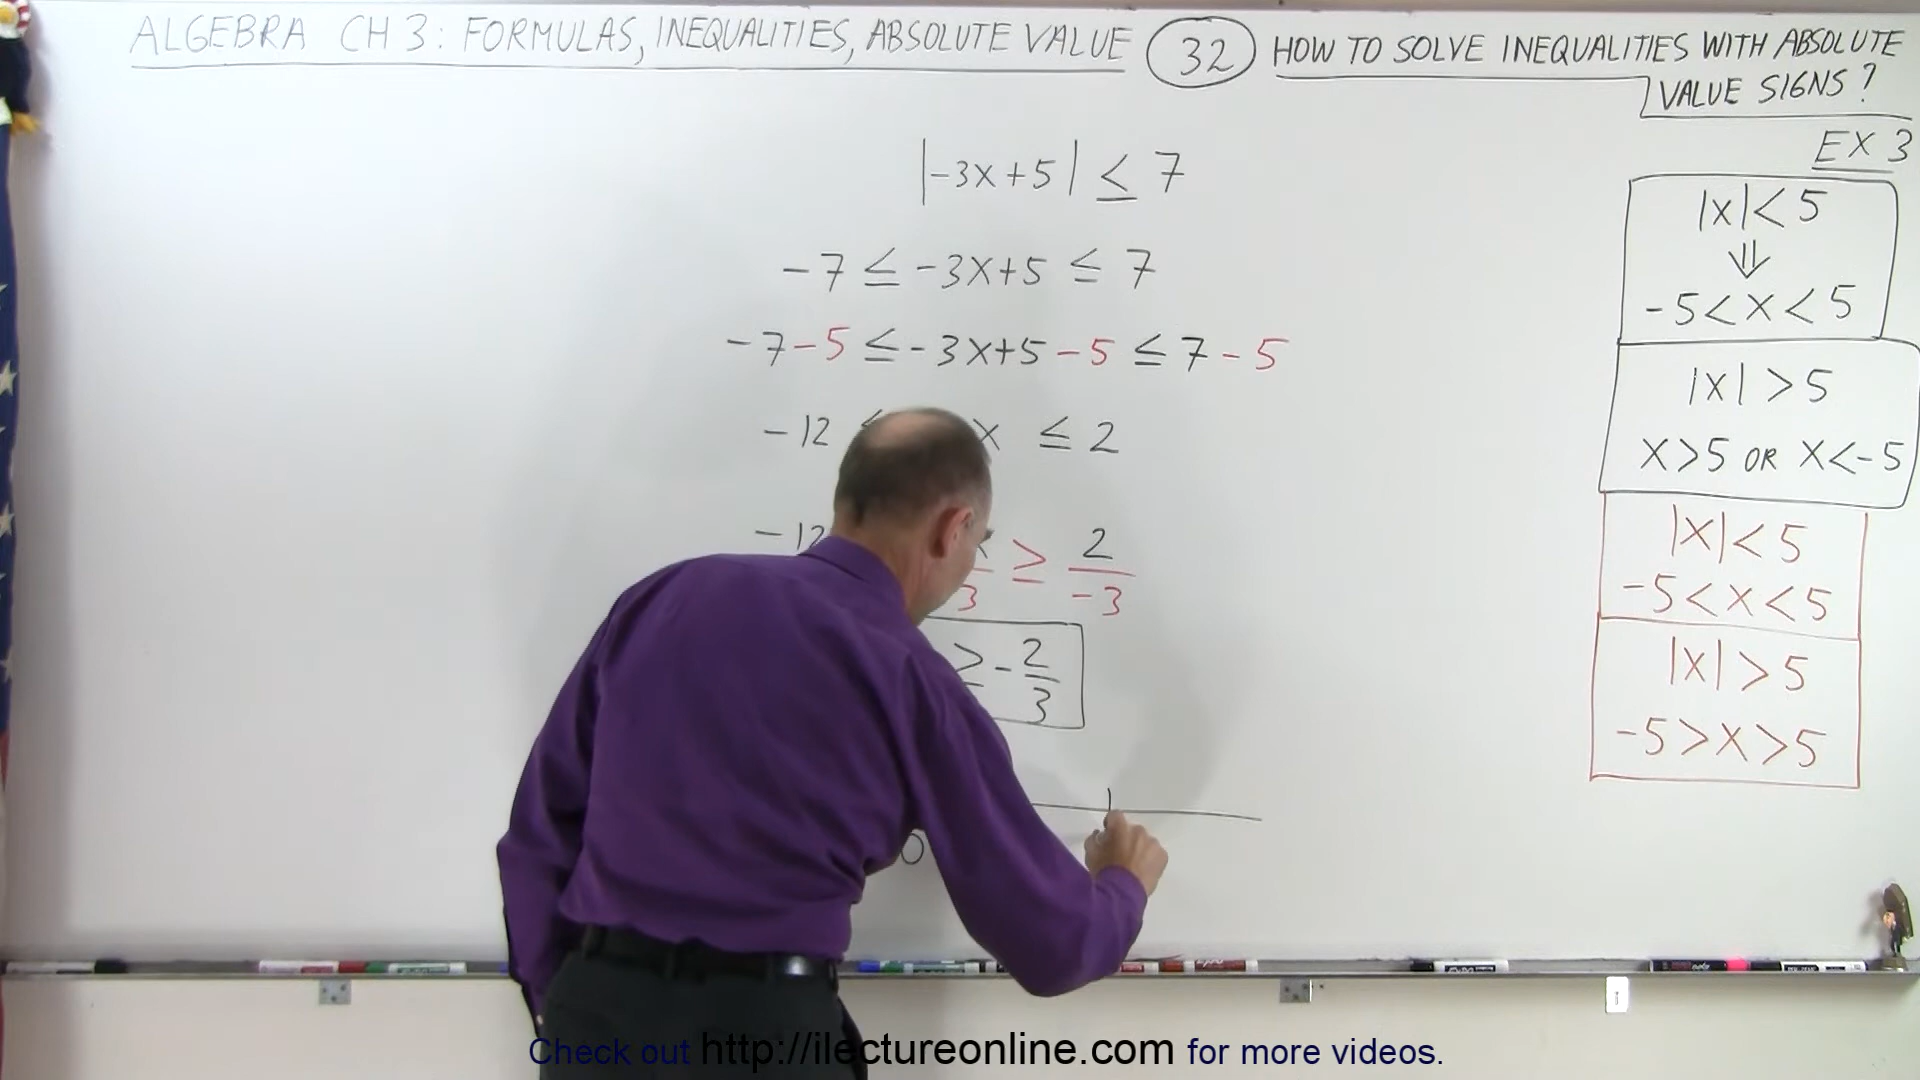 ALGEBRA CH 3: FORMULAS, INEQUALITIES, ABSOLUTE VALUE 32 HOW TO SOLVE INEQUALITIES WITH ABSOLUTE
VALUE SIGNS?
EX 3
|-3x+5| ≤ 7
-7 ≤ -3x+5 ≤ 7
-7-5 ≤ -3x+5-5 ≤ 7-5
-12 ≤ x ≤ 2
-12 x/3 ≥ 2/-3
≥ -2/3
0
|x|<5
⇓
-5<x<5
|x|>5
x>5 OR x<-5
|x|<5
-5<x<5
|x|>5
-5>x>5
Check out http://ilectureonline.com for more videos.